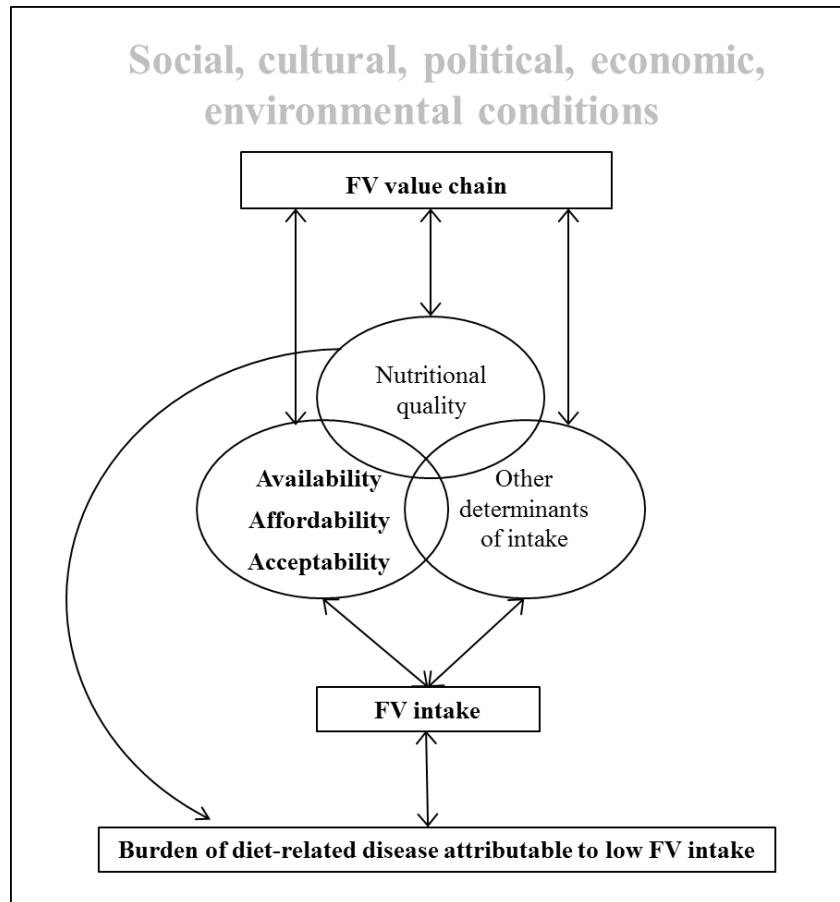 Social, cultural, political, economic,
environmental conditions
FV value chain
Nutritional
quality
Availability
Affordability
Acceptability
Other
determinants
of intake
FV intake
Burden of diet-related disease attributable to low FV intake